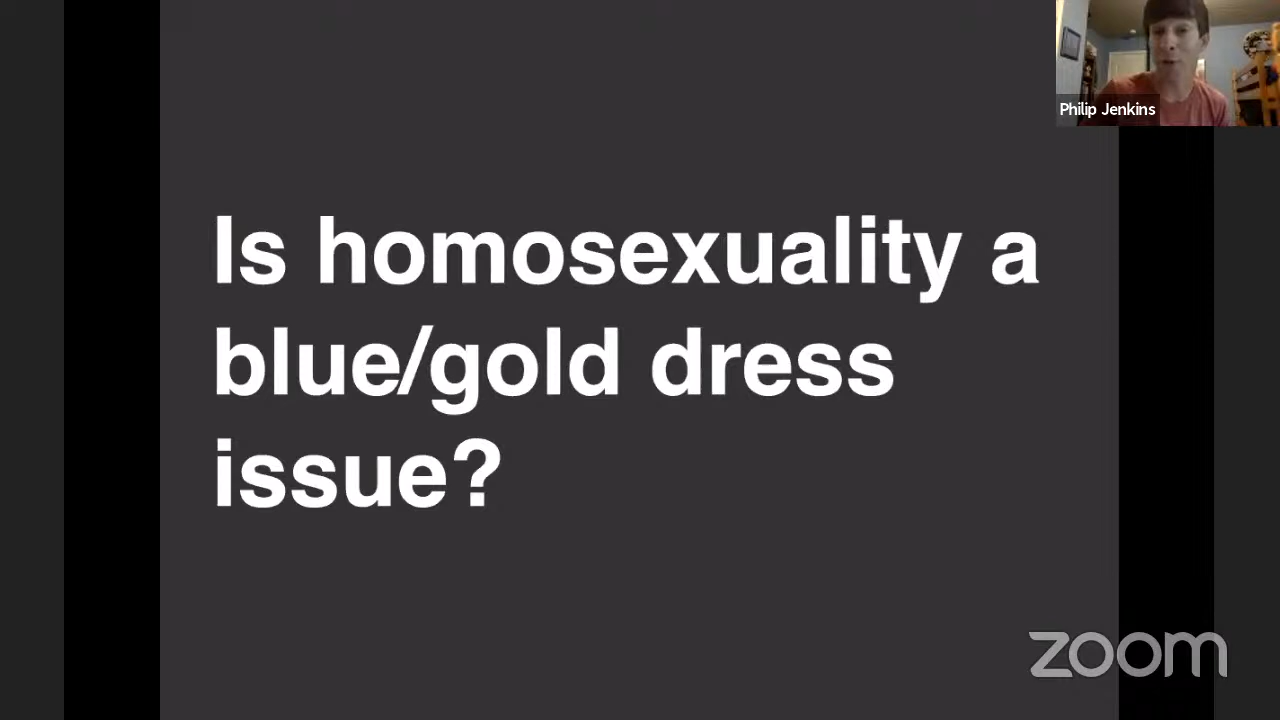 Philip Jenkins
Is homosexuality a
blue/gold dress
issue?
zoom